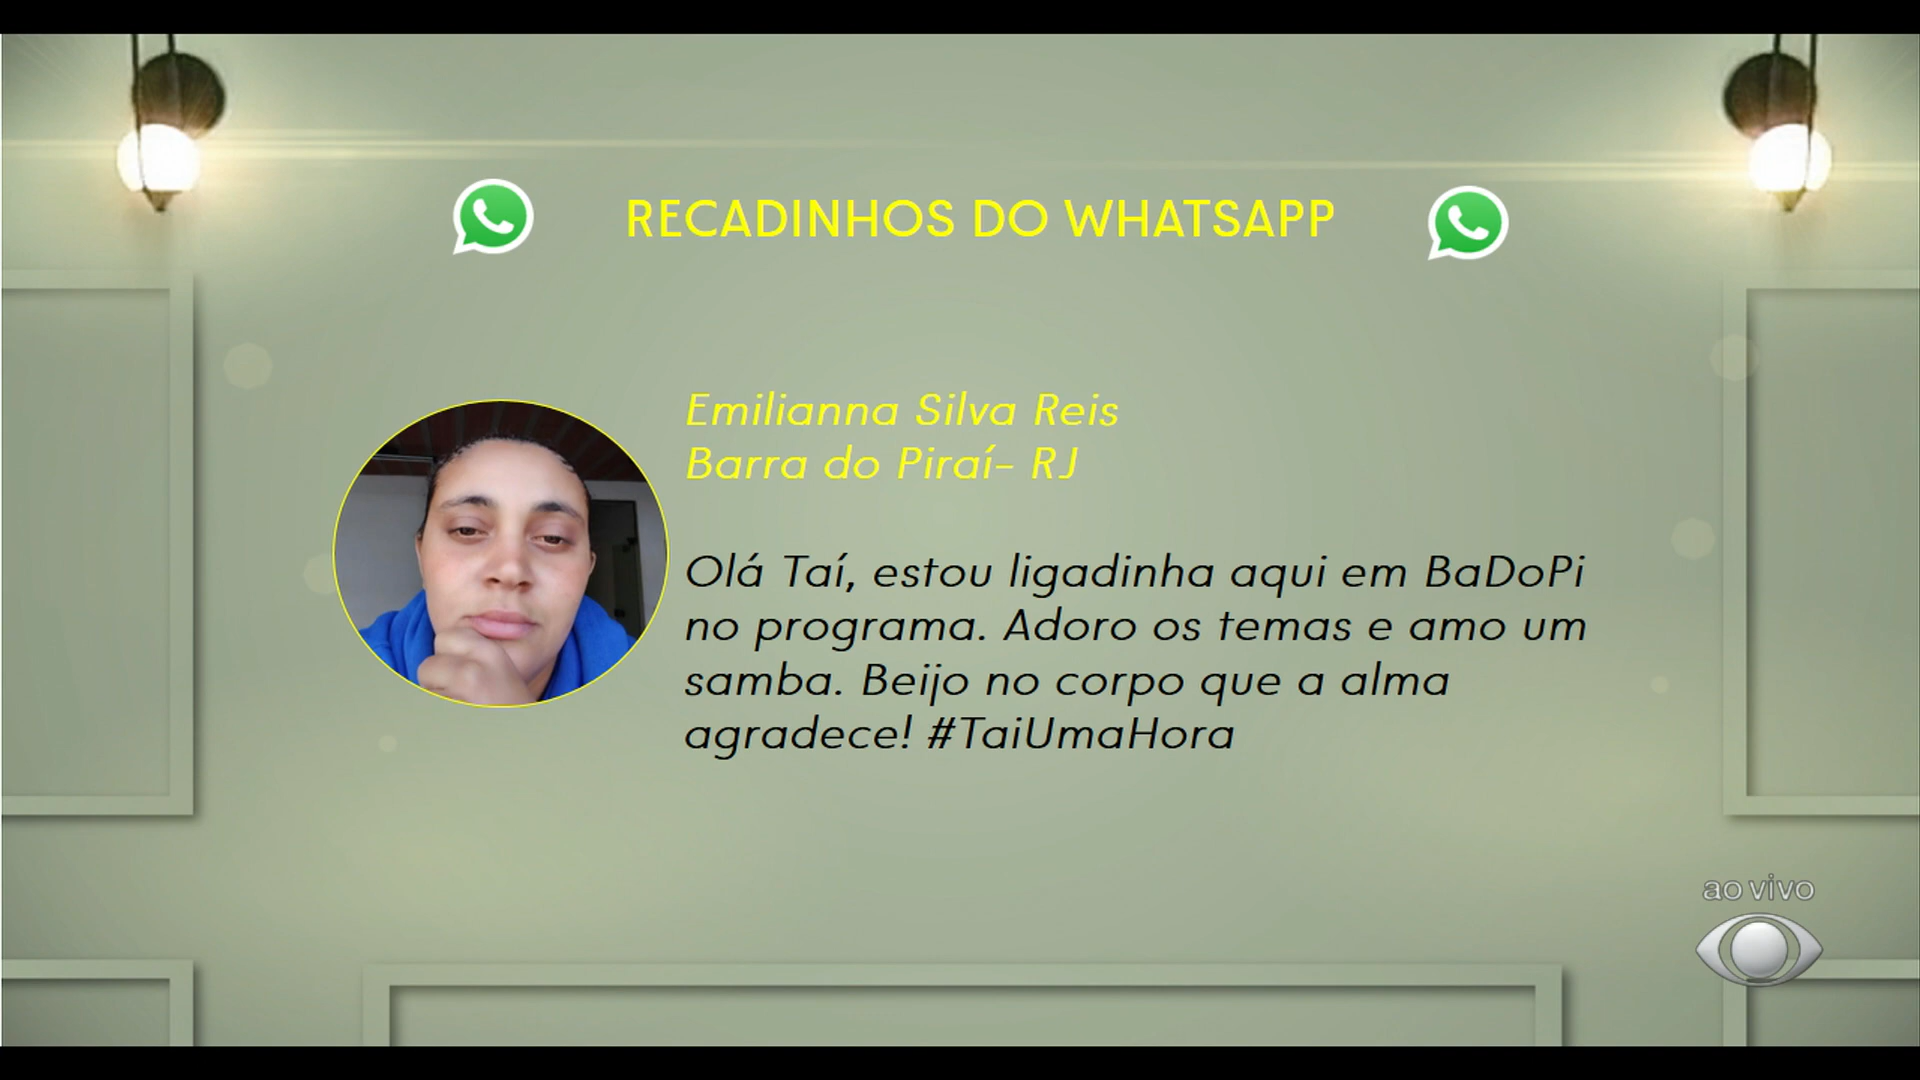 RECADINHOS DO WHATSAPP
Emilianna Silva Reis
Barra do Piraí- RJ
Olá Taí, estou ligadinha aqui em BaDoPi
no programa. Adoro os temas e amo um
samba. Beijo no corpo que a alma
agradece! #TaiUmaHora
ao vivo